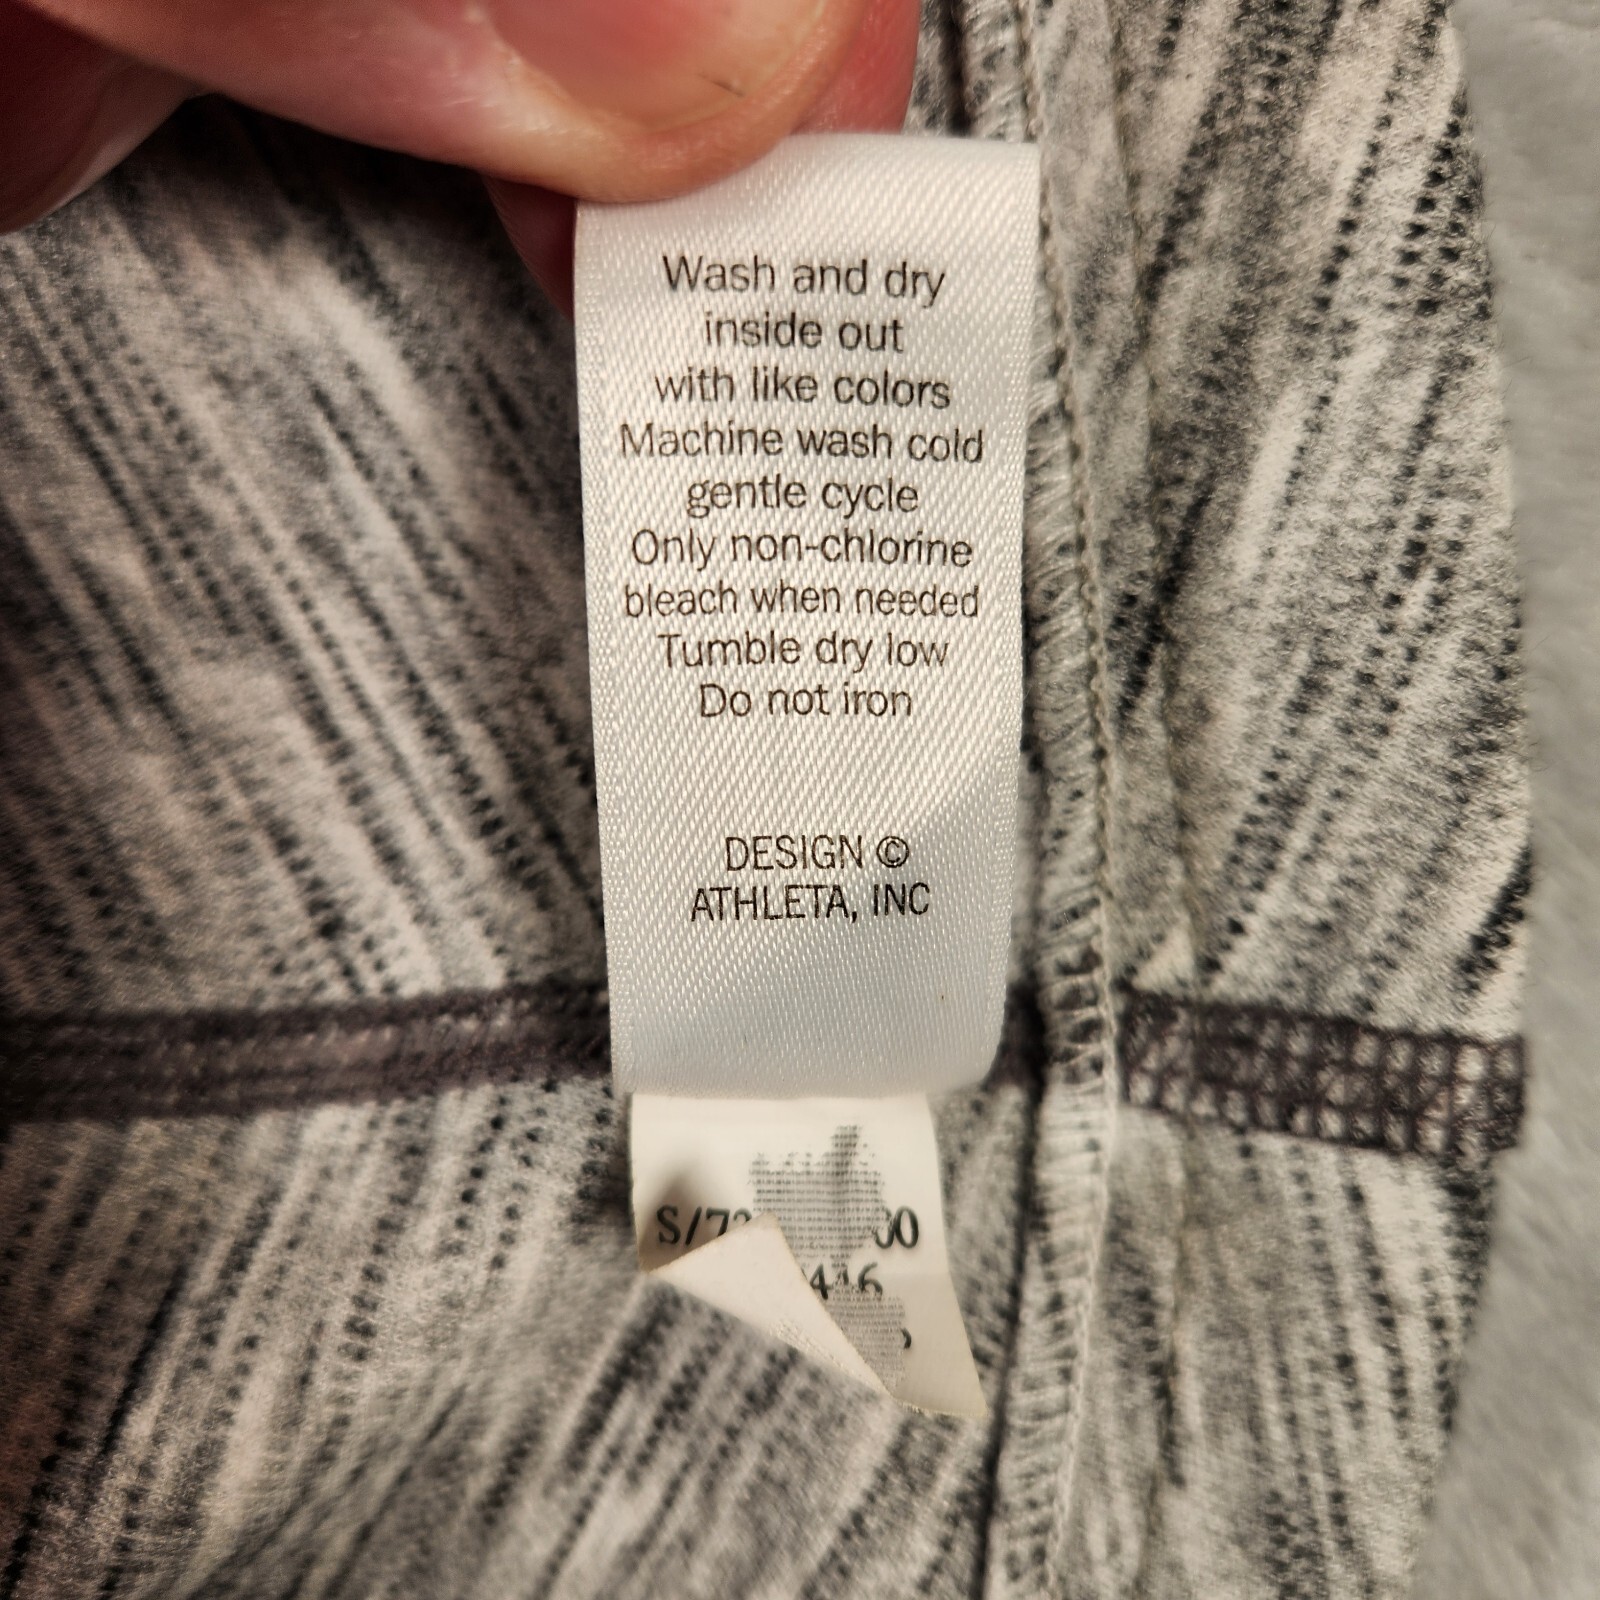 Wash and dry
inside out
with like colors
Machine wash cold
gentle cycle
Only non-chlorine
bleach when needed
Tumble dry low
Do not iron
DESIGN ©
ATHLETA, INC